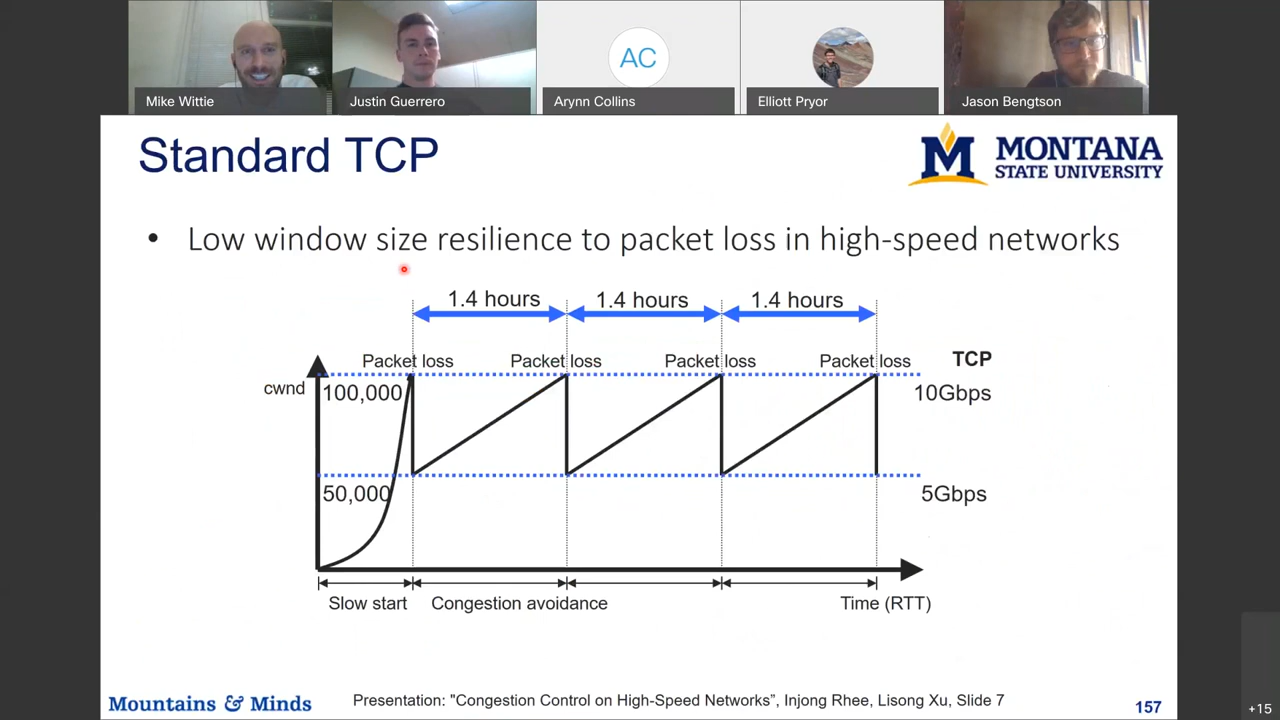 AC
Mike Wittie
Justin Guerrero
Arynn Collins
Elliott Pryor
Jason Bengtson
Standard TCP
M MONTANA
STATE UNIVERSITY
• Low window size resilience to packet loss in high-speed networks
1.4 hours 1.4 hours 1.4 hours
Packet loss Packet loss Packet loss Packet loss TCP
cwnd 100,000 10Gbps
50,000 5Gbps
Slow start Congestion avoidance Time (RTT)
Mountains & Minds
Presentation: "Congestion Control on High-Speed Networks”, Injong Rhee, Lisong Xu, Slide 7
157
+15